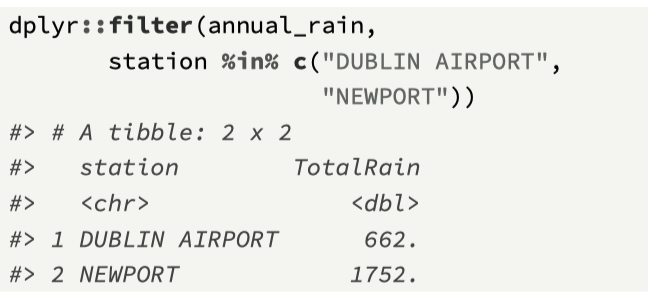 dplyr::filter(annual_rain,
station %in% c("DUBLIN AIRPORT",
"NEWPORT"))
#> # A tibble: 2 x 2
#> station TotalRain
#> <chr> <dbl>
#> 1 DUBLIN AIRPORT 662.
#> 2 NEWPORT 1752.